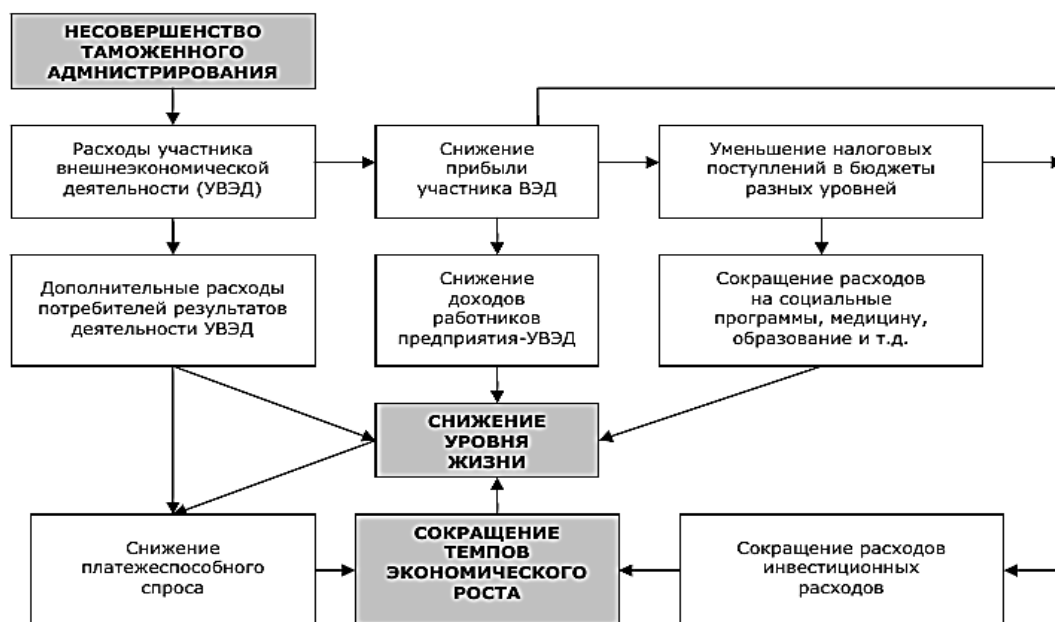 НЕСОВЕРШЕНСТВО
ТАМОЖЕННОГО
АДМНИСТРИРОВАНИЯ
Расходы участника
внешнеэкономической
деятельности (УВЭД)
Снижение
прибыли
участника ВЭД
Уменьшение налоговых
поступлений в бюджеты
разных уровней
Дополнительные расходы
потребителей результатов
деятельности УВЭД
Снижение
доходов
работников
предприятия-УВЭД
Сокращение расходов
на социальные
программы, медицину,
образование и т.д.
СНИЖЕНИЕ
УРОВНЯ
ЖИЗНИ
Снижение
платежеспособного
спроса
СОКРАЩЕНИЕ
ТЕМПОВ
ЭКОНОМИЧЕСКОГО
РОСТА
Сокращение расходов
инвестиционных
расходов